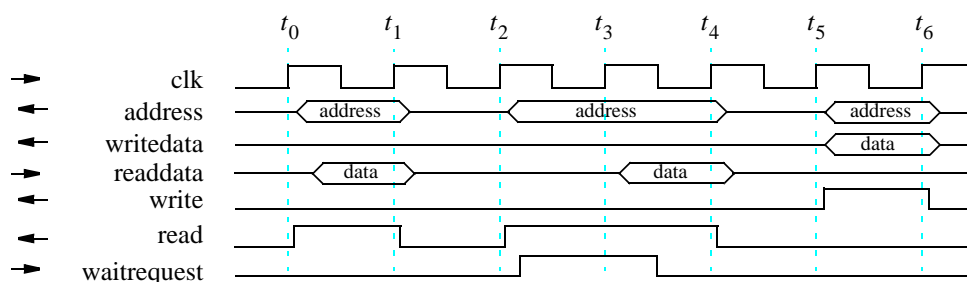 t0 t1 t2 t3 t4 t5 t6
clk
address address address address
writedata data
readdata data data
write
read
waitrequest